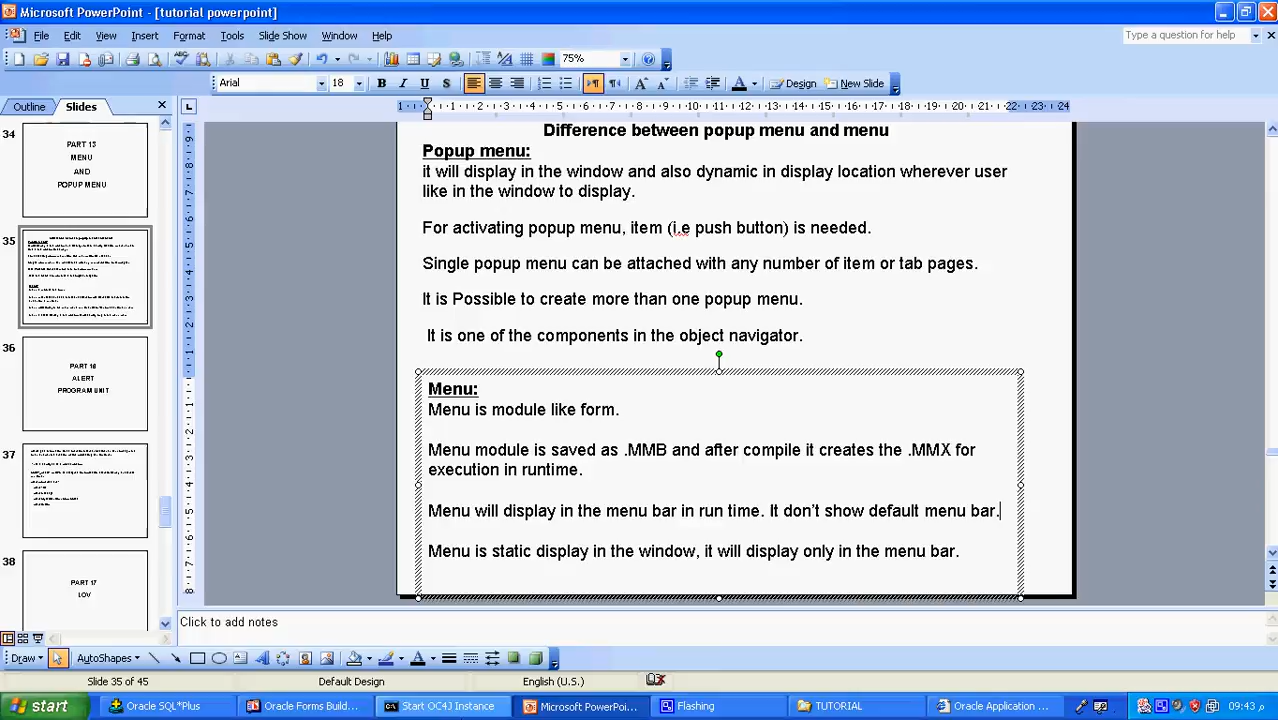 Microsoft PowerPoint - [tutorial powerpoint]
File Edit View Insert Format Tools Slide Show Window Help
Type a question for help
75%
Arial 18 B I U S Design New Slide
Outline Slides
34
PART 15
MENU
AND
POPUP MENU
35
36
PART 16
ALERT
PROGRAM UNIT
37
38
PART 17
LOV
Difference between popup menu and menu
Popup menu:
it will display in the window and also dynamic in display location wherever user
like in the window to display.
For activating popup menu, item (i.e push button) is needed.
Single popup menu can be attached with any number of item or tab pages.
It is Possible to create more than one popup menu.
It is one of the components in the object navigator.
Menu:
Menu is module like form.
Menu module is saved as .MMB and after compile it creates the .MMX for
execution in runtime.
Menu will display in the menu bar in run time. It don't show default menu bar.
Menu is static display in the window, it will display only in the menu bar.
Click to add notes
Draw AutoShapes
Slide 35 of 45 Default Design English (U.S.)
start Oracle SQL*Plus Oracle Forms Build... Start OC4J Instance Microsoft PowerPoi... Flashing TUTORIAL Oracle Application ... 09:43 م